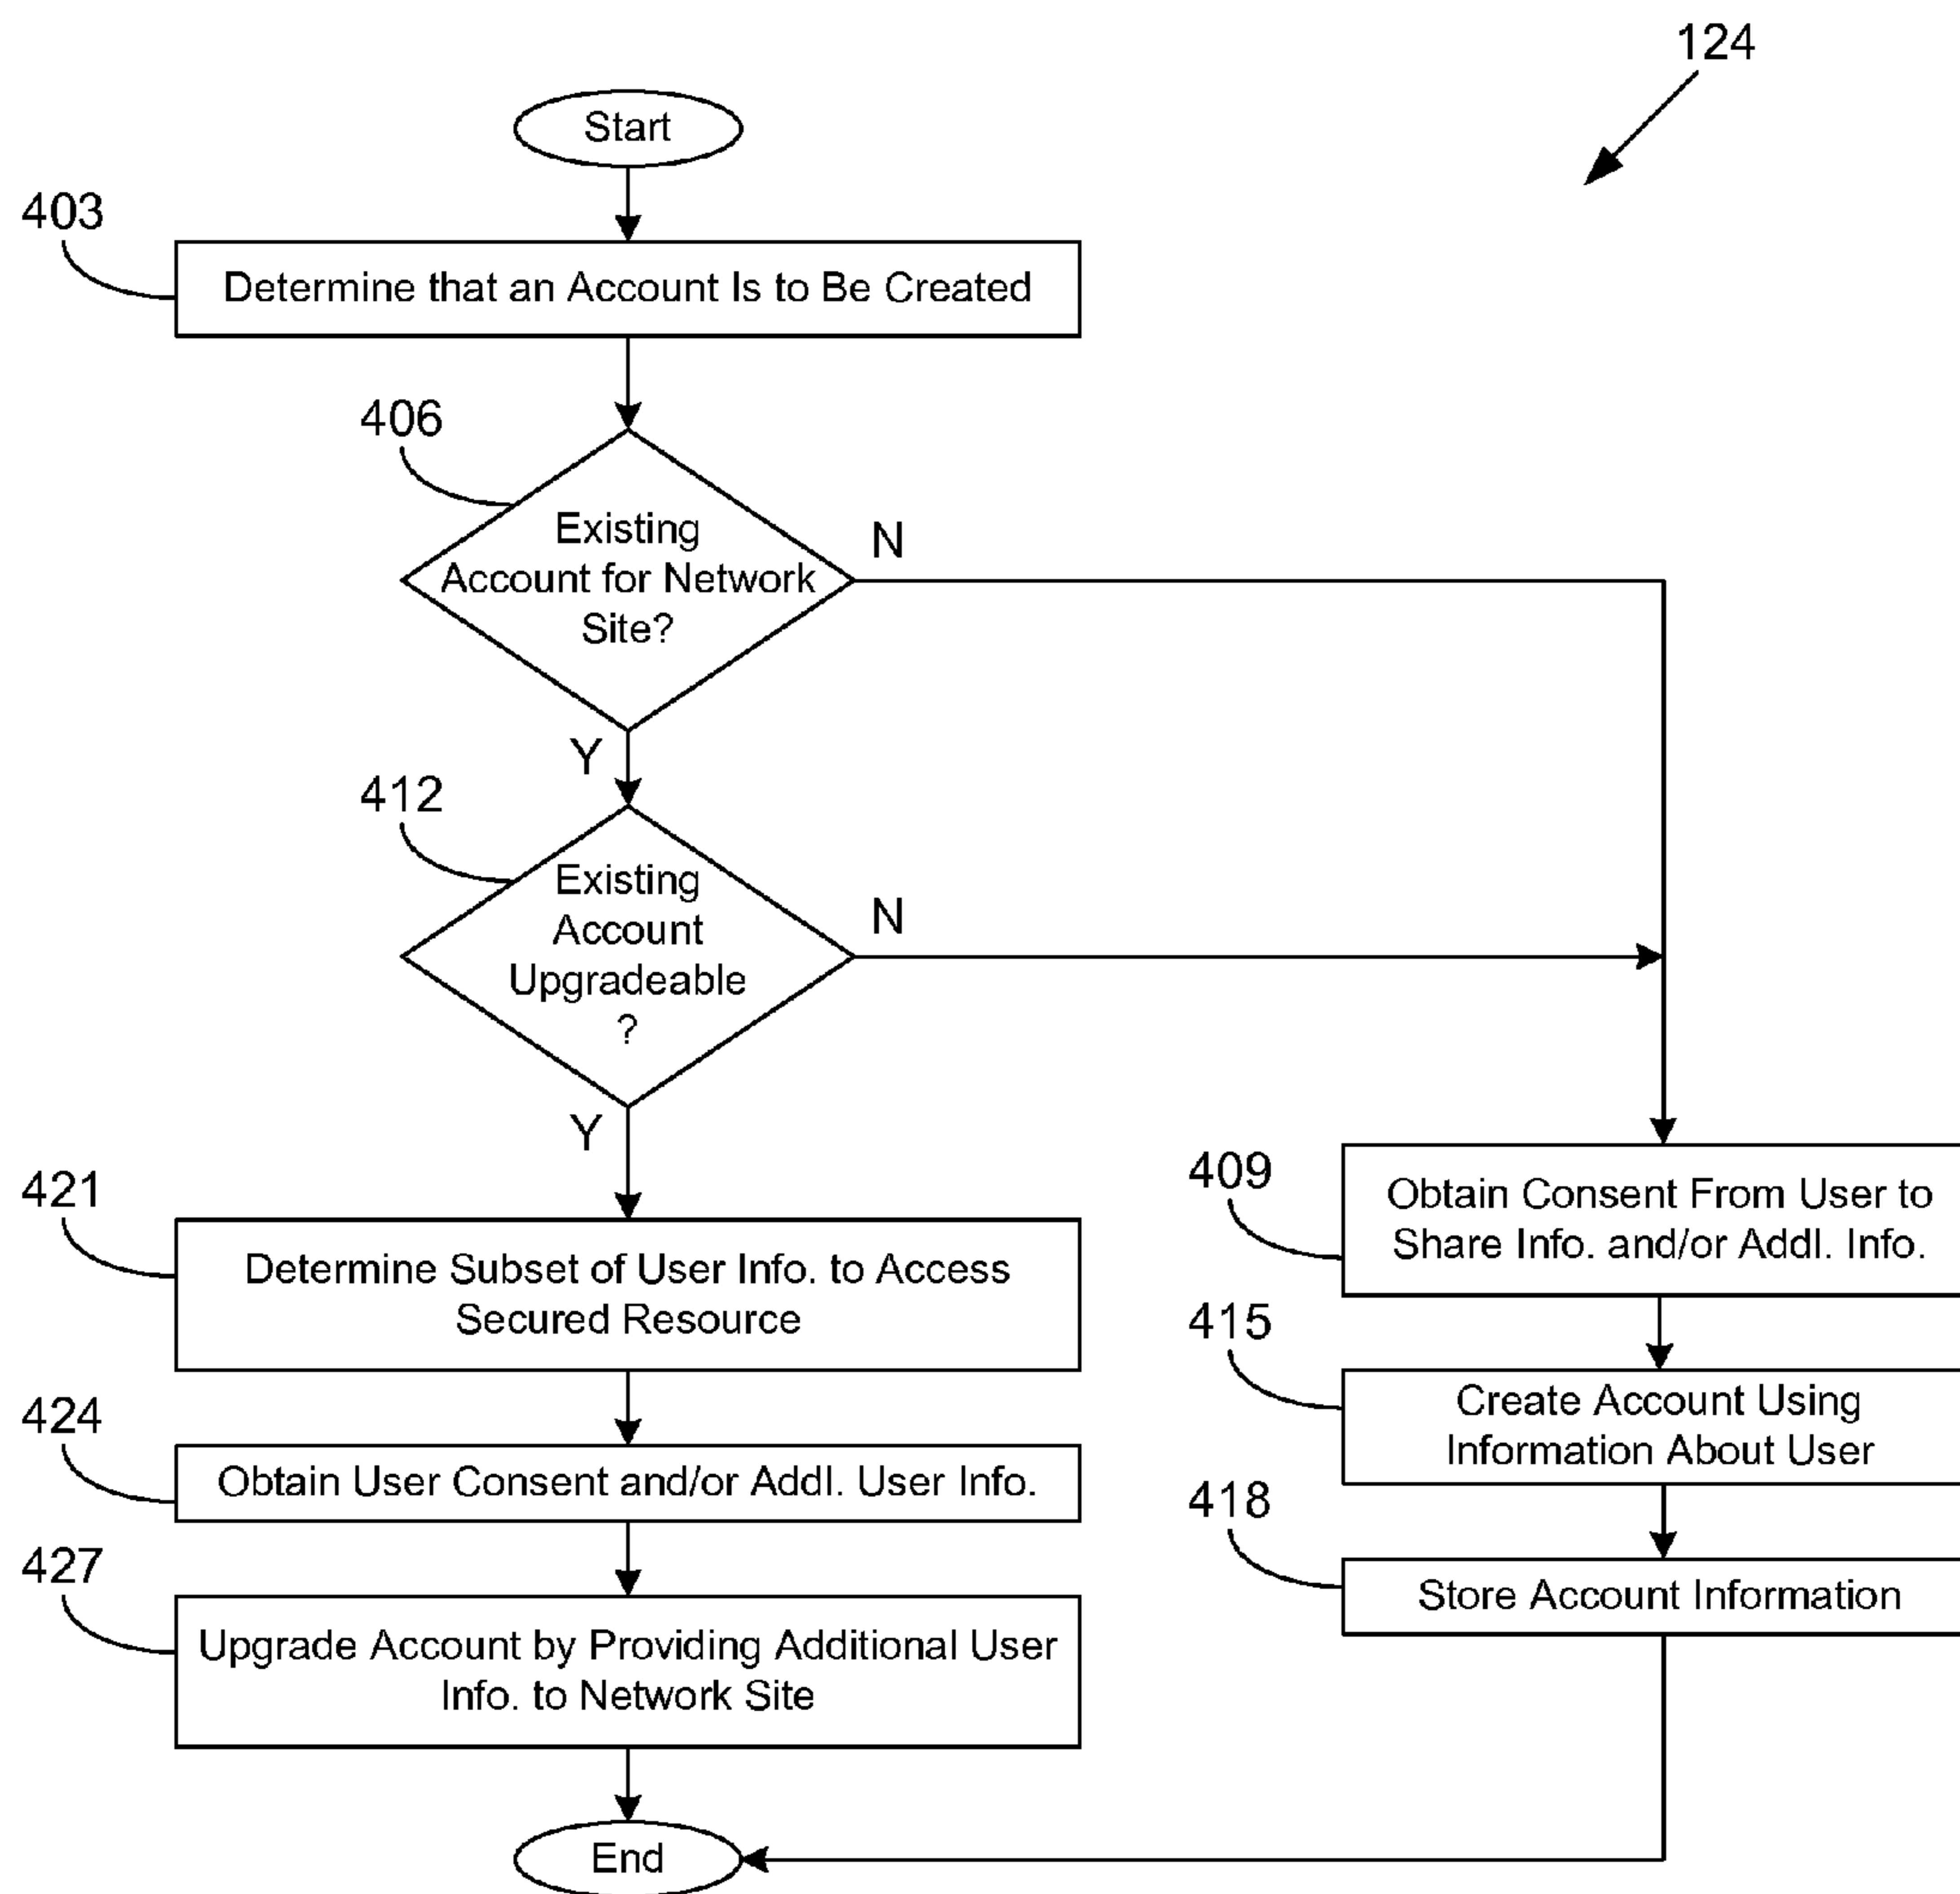 124
Start
403
Determine that an Account Is to Be Created
406
Existing
Account for Network
Site?
N
Y
412
Existing
Account
Upgradeable
?
N
Y
421
Determine Subset of User Info. to Access
Secured Resource
424
Obtain User Consent and/or Addl. User Info.
427
Upgrade Account by Providing Additional User
Info. to Network Site
409
Obtain Consent From User to
Share Info. and/or Addl. Info.
415
Create Account Using
Information About User
418
Store Account Information
End